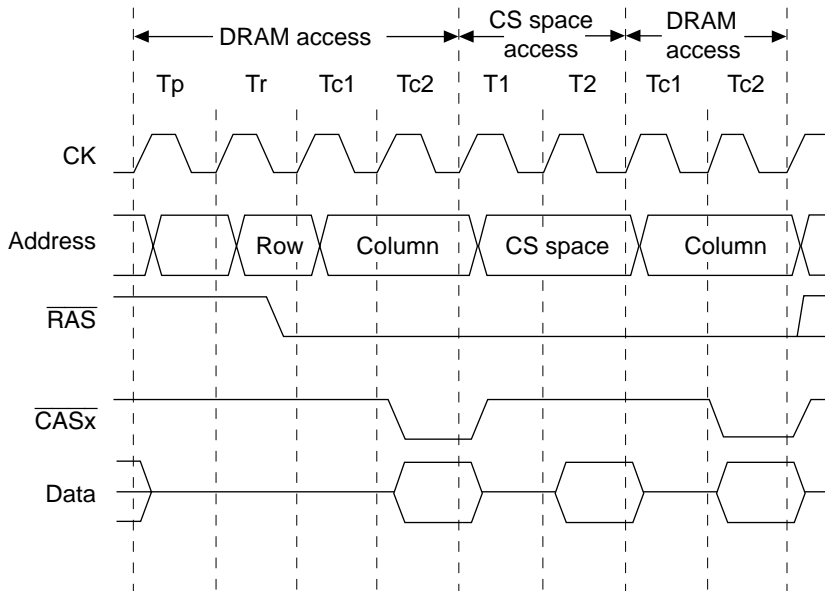 DRAM access
CS space
access
DRAM
access
Tp Tr Tc1 Tc2 T1 T2 Tc1 Tc2
CK
Address Row Column CS space Column
RAS
CASx
Data